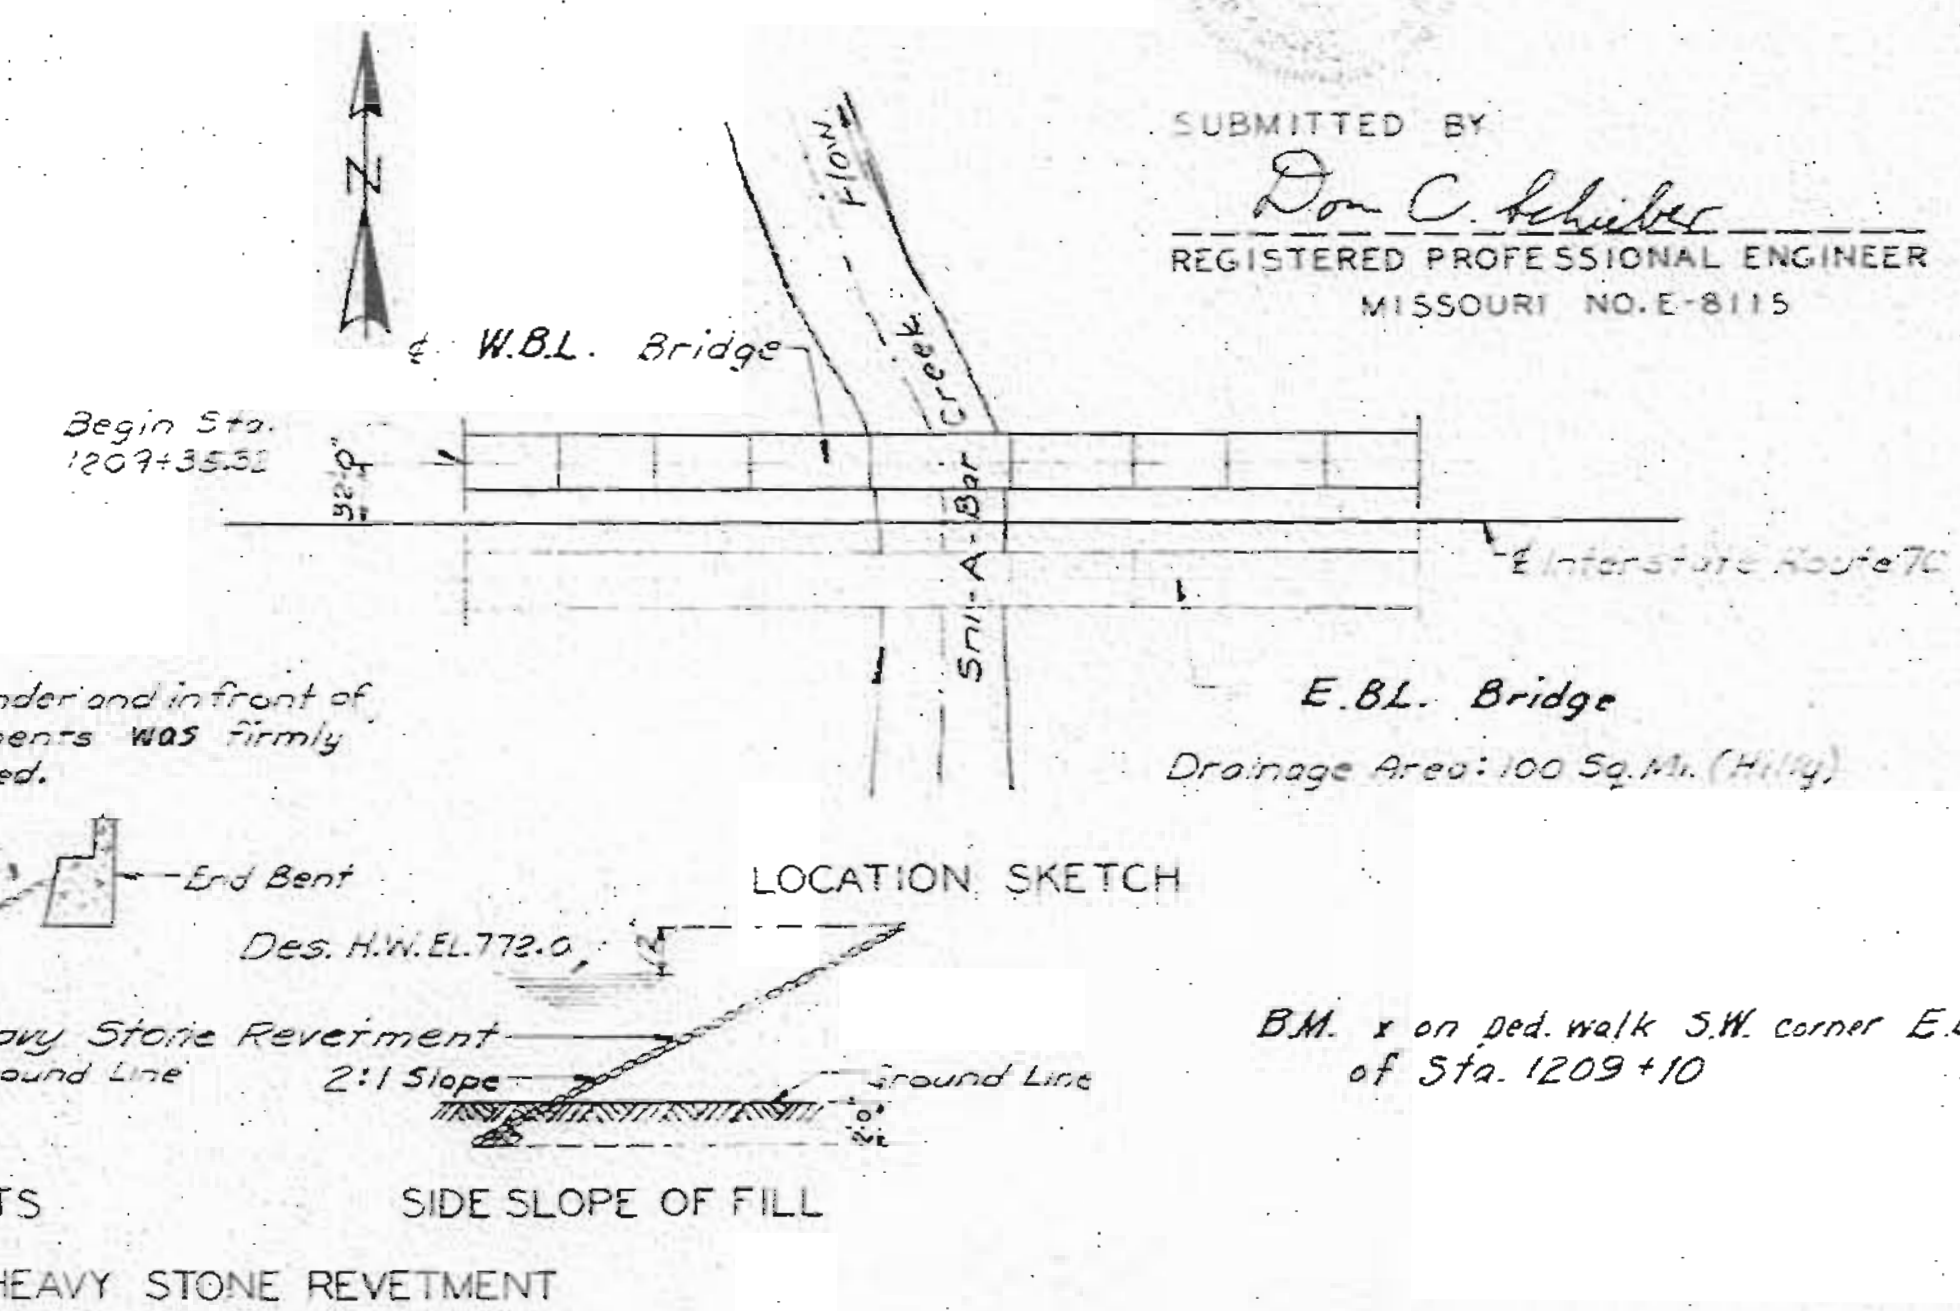 SUBMITTED BY
Don C. Schieber
REGISTERED PROFESSIONAL ENGINEER
MISSOURI NO. E-8115
N
Flow
℄ W.B.L. Bridge
Begin Sta.
1207+35.32
32'-0"
Sni-A-Bar Creek
℄ Interstate Route 70
E.B.L. Bridge
Drainage Area: 100 Sq. Mi. (Hilly)
nder and in front of
ents was firmly
ed.
End Bent
LOCATION SKETCH
Des. H.W. EL. 772.0
avy Stone Revetment
ound Line
2:1 Slope
Ground Line
2'-0"
B.M. x on ped. walk S.W. corner E.
of Sta. 1209+10
TS
SIDE SLOPE OF FILL
HEAVY STONE REVETMENT